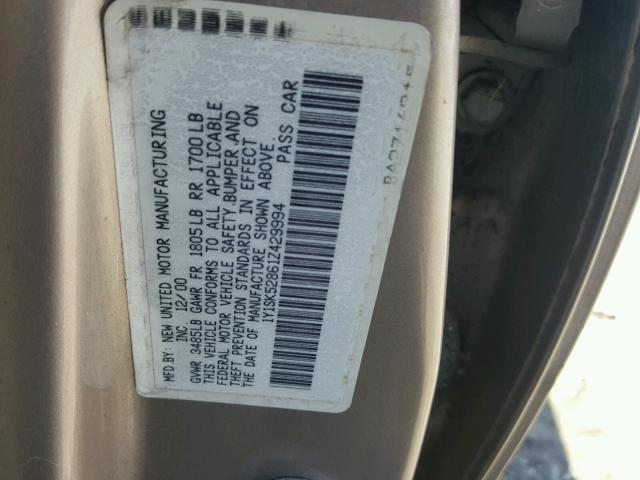 MFD.BY: NEW UNITED MOTOR MANUFACTURING
INC. 12/00
GVWR 3485LB GAWR FR 1805LB RR 1700LB
THIS VEHICLE CONFORMS TO ALL APPLICABLE
FEDERAL MOTOR VEHICLE SAFETY,BUMPER,AND
THEFT PREVENTION STANDARDS IN EFFECT ON
THE DATE OF MANUFACTURE SHOWN ABOVE.
1Y1SK52861Z429994 PASS CAR